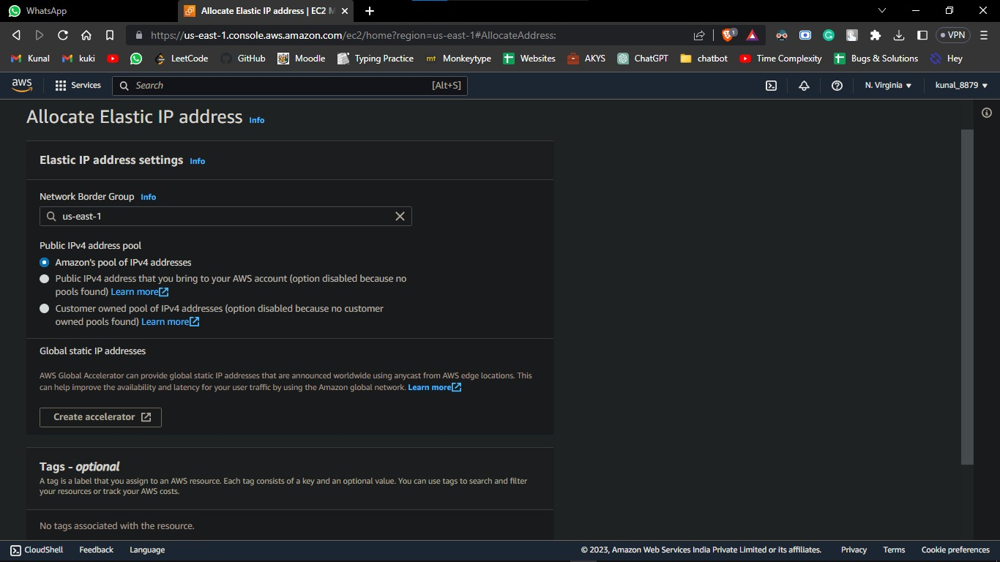 WhatsApp
Allocate Elastic IP address | EC2 M
https://us-east-1.console.aws.amazon.com/ec2/home?region=us-east-1#AllocateAddress:
1
VPN
Kunal kuki LeetCode GitHub Moodle Typing Practice mt Monkeytype Websites AKYS ChatGPT chatbot Time Complexity Bugs & Solutions Hey
aws Services Search [Alt+S] N. Virginia kunal_8879
Allocate Elastic IP address Info
Elastic IP address settings Info
Network Border Group Info
us-east-1
Public IPv4 address pool
Amazon's pool of IPv4 addresses
Public IPv4 address that you bring to your AWS account (option disabled because no
pools found) Learn more
Customer owned pool of IPv4 addresses (option disabled because no customer
owned pools found) Learn more
Global static IP addresses
AWS Global Accelerator can provide global static IP addresses that are announced worldwide using anycast from AWS edge locations. This
can help improve the availability and latency for your user traffic by using the Amazon global network. Learn more
Create accelerator
Tags - optional
A tag is a label that you assign to an AWS resource. Each tag consists of a key and an optional value. You can use tags to search and filter
your resources or track your AWS costs.
No tags associated with the resource.
CloudShell Feedback Language © 2023, Amazon Web Services India Private Limited or its affiliates. Privacy Terms Cookie preferences